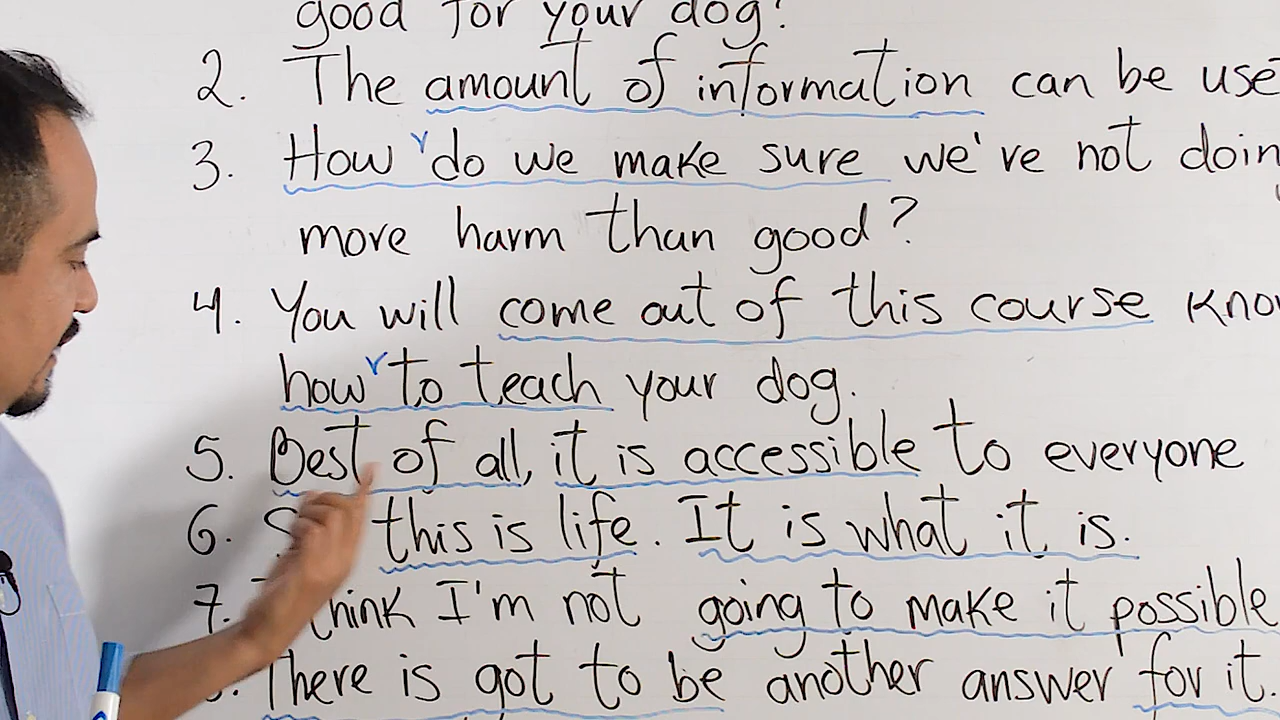 good for your dog?
2. The amount of information can be use
3. How do we make sure we've not doin
more harm than good?
4. You will come out of this course kno
how to teach your dog.
5. Best of all, it is accessible to everyone
6. this is life. It is what it is.
7. think I'm not going to make it possible
There is got to be another answer for it.